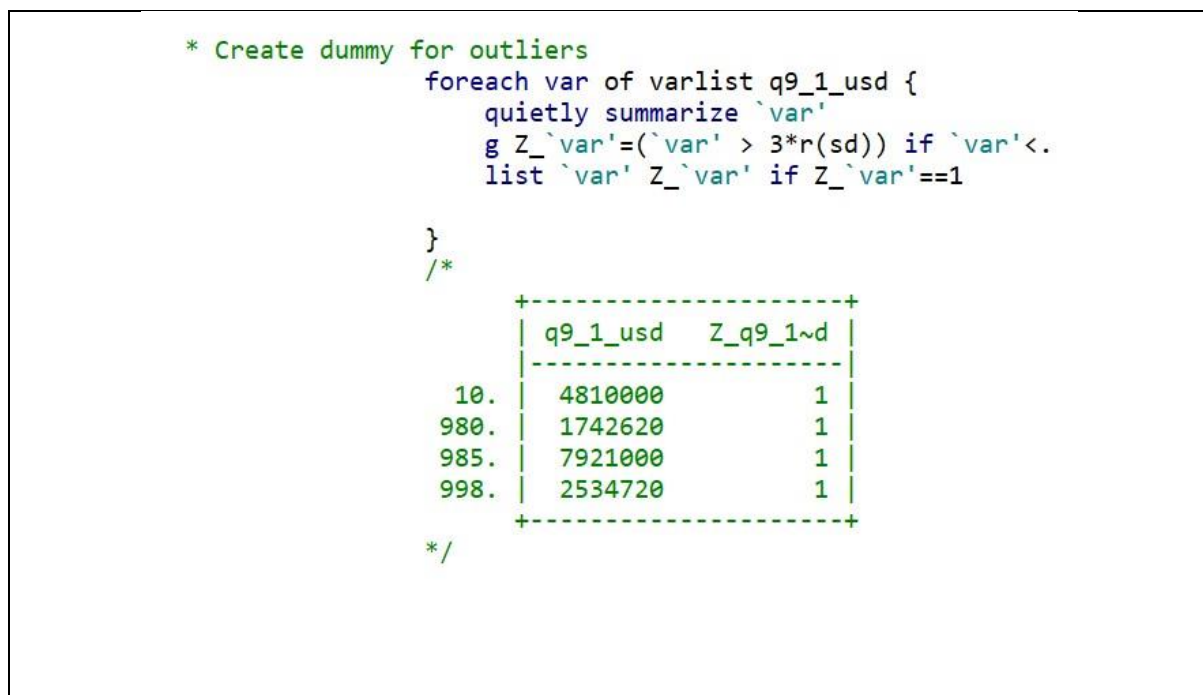 * Create dummy for outliers
foreach var of varlist q9_1_usd {
quietly summarize `var'
g Z_`var'=(`var' > 3*r(sd)) if `var'<.
list `var' Z_`var' if Z_`var'==1
}
/*
+----------------------+
| q9_1_usd Z_q9_1~d |
|----------------------|
10. | 4810000 1 |
980. | 1742620 1 |
985. | 7921000 1 |
998. | 2534720 1 |
+----------------------+
*/